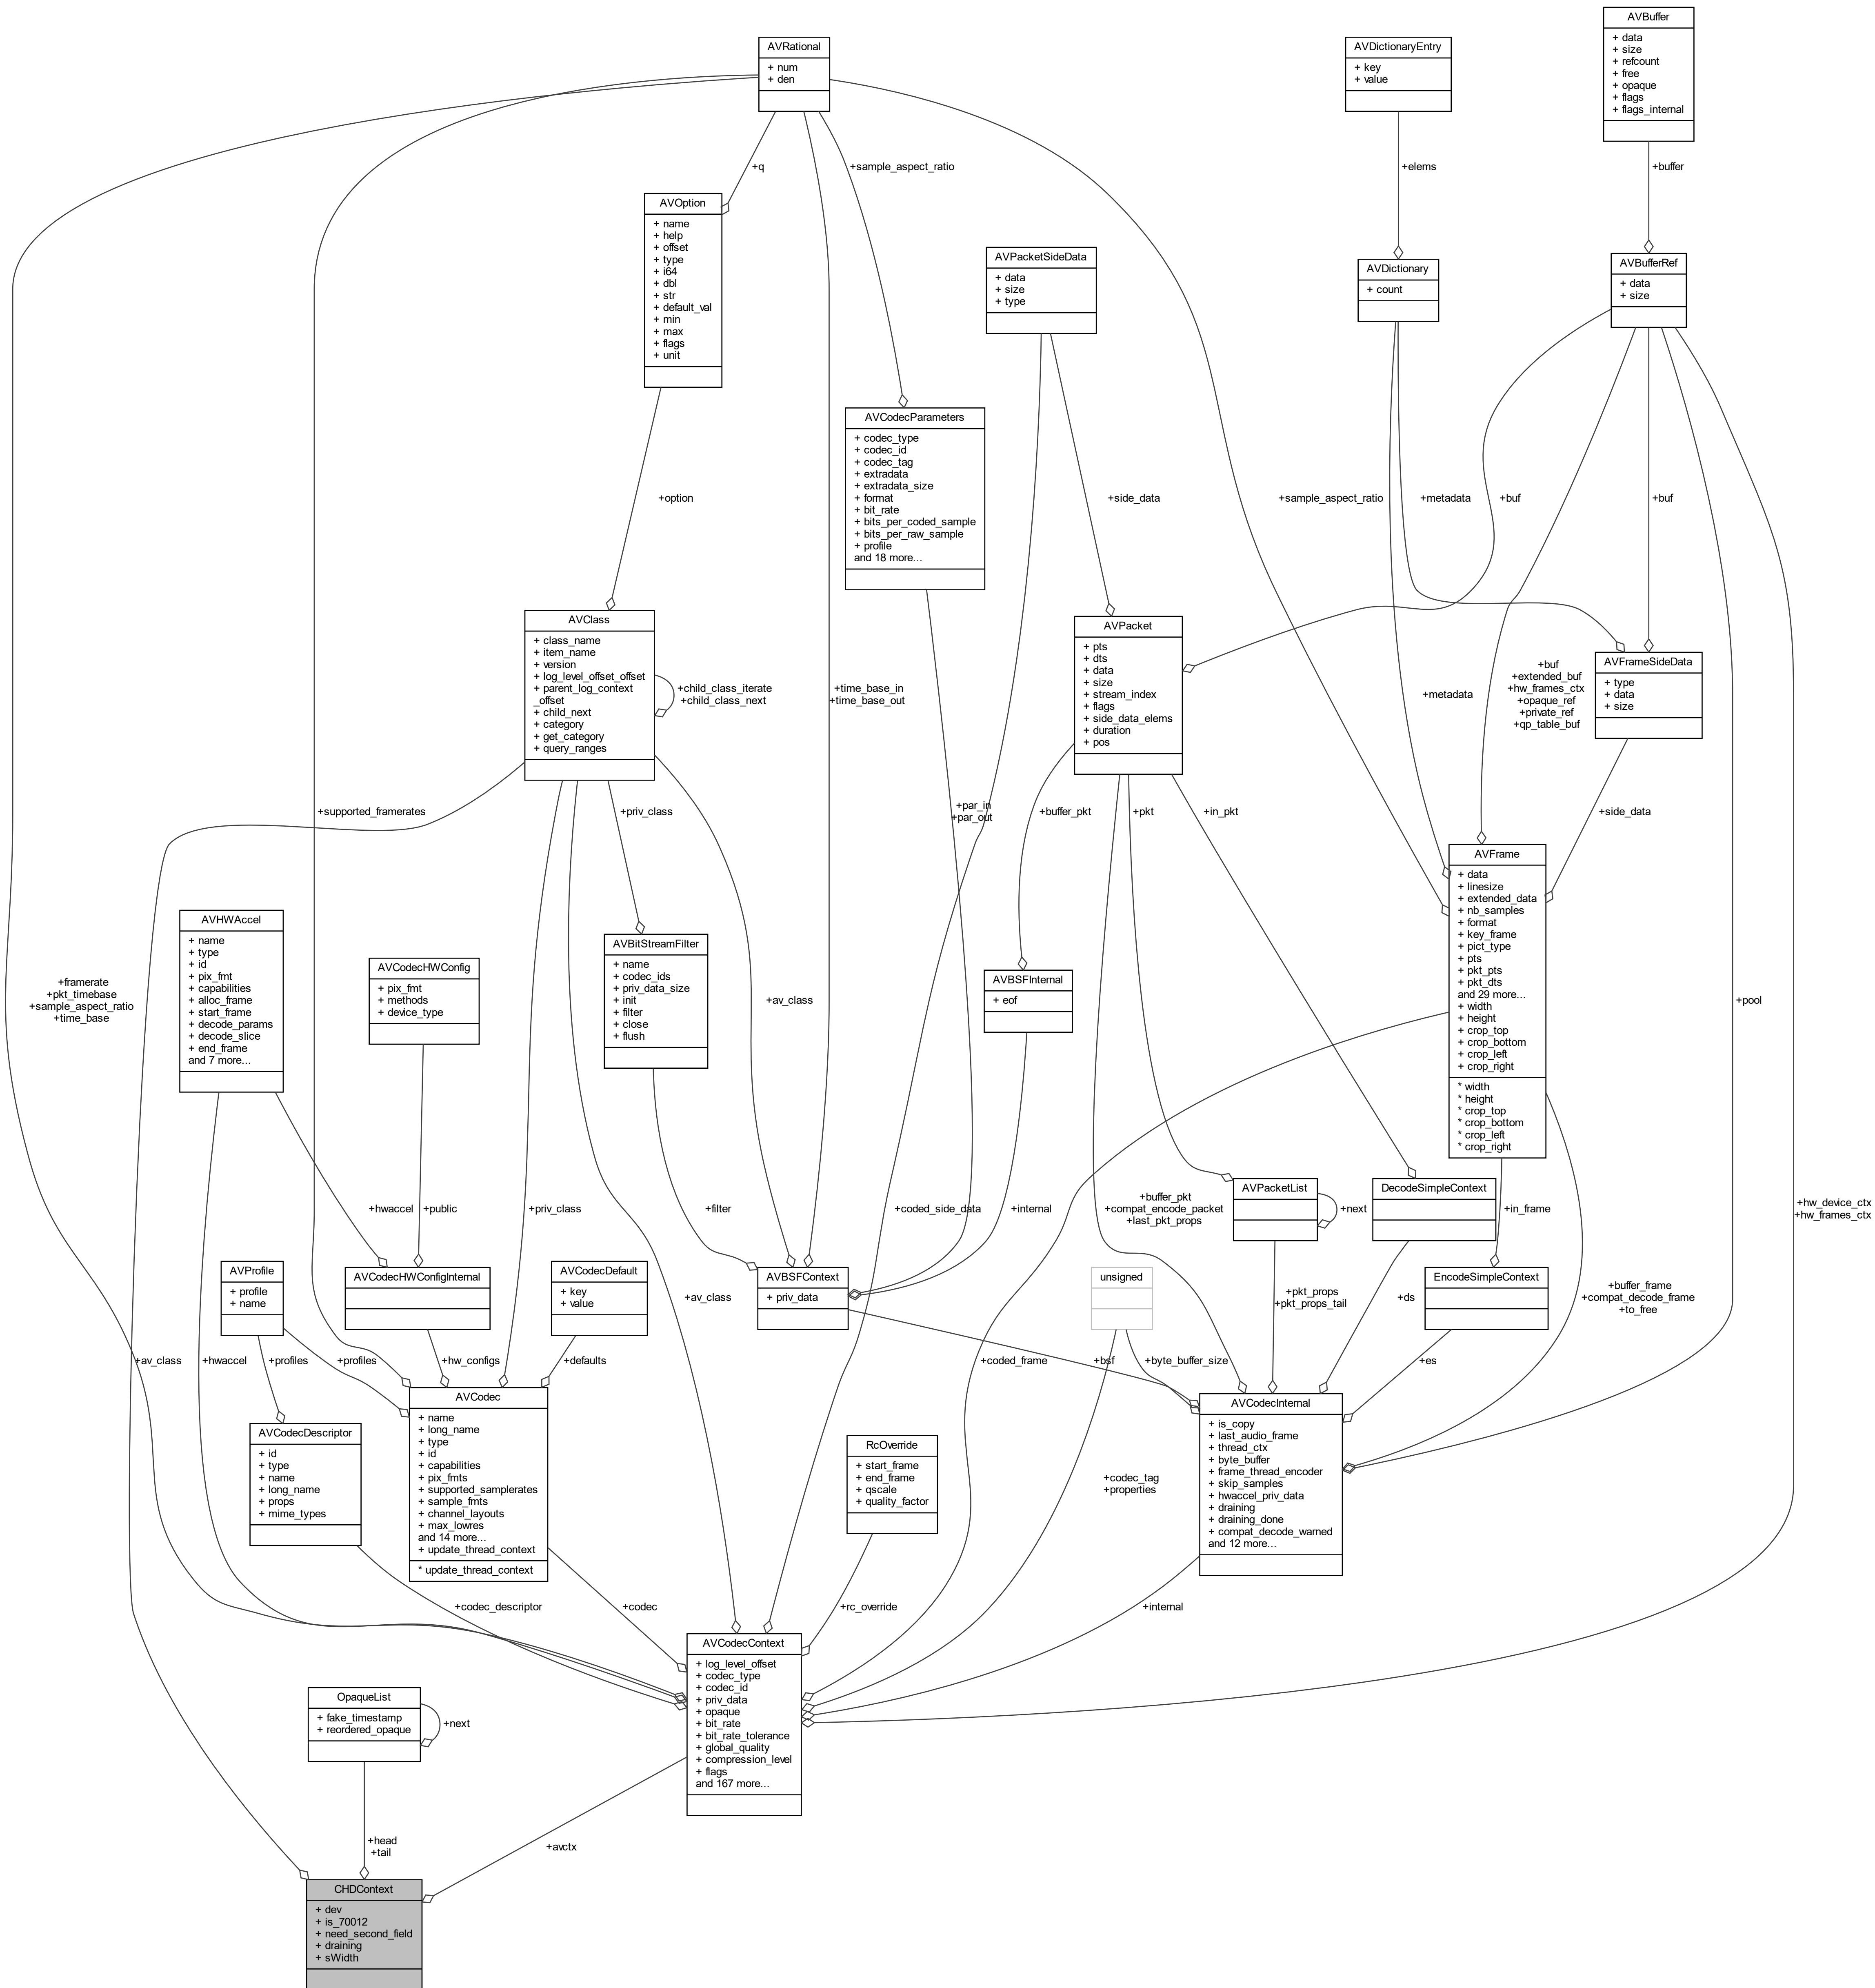 AVBuffer
+ data
+ size
+ refcount
+ free
+ opaque
+ flags
+ flags_internal
AVRational
+ num
+ den
AVDictionaryEntry
+ key
+ value
+q
+sample_aspect_ratio
+elems
+buffer
AVOption
+ name
+ help
+ offset
+ type
+ i64
+ dbl
+ str
+ default_val
+ min
+ max
+ flags
+ unit
AVPacketSideData
+ data
+ size
+ type
AVDictionary
+ count
AVBufferRef
+ data
+ size
AVCodecParameters
+ codec_type
+ codec_id
+ codec_tag
+ extradata
+ extradata_size
+ format
+ bit_rate
+ bits_per_coded_sample
+ bits_per_raw_sample
+ profile
and 18 more...
+option
+side_data
+sample_aspect_ratio
+metadata
+buf
+buf
AVClass
+ class_name
+ item_name
+ version
+ log_level_offset_offset
+ parent_log_context
_offset
+ child_next
+ category
+ get_category
+ query_ranges
+child_class_iterate
+child_class_next
+time_base_in
+time_base_out
AVPacket
+ pts
+ dts
+ data
+ size
+ stream_index
+ flags
+ side_data_elems
+ duration
+ pos
+metadata
+buf
+extended_buf
+hw_frames_ctx
+opaque_ref
+private_ref
+qp_table_buf
AVFrameSideData
+ type
+ data
+ size
+supported_framerates
+priv_class
+par_in
+par_out
+buffer_pkt
+pkt
+in_pkt
+side_data
AVFrame
+ data
+ linesize
+ extended_data
+ nb_samples
+ format
+ key_frame
+ pict_type
+ pts
+ pkt_pts
+ pkt_dts
and 29 more...
+ width
+ height
+ crop_top
+ crop_bottom
+ crop_left
+ crop_right
* width
* height
* crop_top
* crop_bottom
* crop_left
* crop_right
+framerate
+pkt_timebase
+sample_aspect_ratio
+time_base
AVHWAccel
+ name
+ type
+ id
+ pix_fmt
+ capabilities
+ alloc_frame
+ start_frame
+ decode_params
+ decode_slice
+ end_frame
and 7 more...
AVCodecHWConfig
+ pix_fmt
+ methods
+ device_type
AVBitStreamFilter
+ name
+ codec_ids
+ priv_data_size
+ init
+ filter
+ close
+ flush
+av_class
AVBSFInternal
+ eof
+pool
+hwaccel
+public
+priv_class
+filter
+coded_side_data
+internal
+buffer_pkt
+compat_encode_packet
+last_pkt_props
AVPacketList
+next
DecodeSimpleContext
+in_frame
+hw_device_ctx
+hw_frames_ctx
AVProfile
+ profile
+ name
AVCodecHWConfigInternal
AVCodecDefault
+ key
+ value
+av_class
AVBSFContext
+ priv_data
unsigned
+pkt_props
+pkt_props_tail
+ds
EncodeSimpleContext
+buffer_frame
+compat_decode_frame
+to_free
+av_class
+hwaccel
+profiles
+profiles
+hw_configs
+defaults
+coded_frame
+bsf
+byte_buffer_size
+es
AVCodecDescriptor
+ id
+ type
+ name
+ long_name
+ props
+ mime_types
AVCodec
+ name
+ long_name
+ type
+ id
+ capabilities
+ pix_fmts
+ supported_samplerates
+ sample_fmts
+ channel_layouts
+ max_lowres
and 14 more...
+ update_thread_context
* update_thread_context
RcOverride
+ start_frame
+ end_frame
+ qscale
+ quality_factor
+codec_tag
+properties
AVCodecInternal
+ is_copy
+ last_audio_frame
+ thread_ctx
+ byte_buffer
+ frame_thread_encoder
+ skip_samples
+ hwaccel_priv_data
+ draining
+ draining_done
+ compat_decode_warned
and 12 more...
+codec_descriptor
+codec
+rc_override
+internal
AVCodecContext
+ log_level_offset
+ codec_type
+ codec_id
+ priv_data
+ opaque
+ bit_rate
+ bit_rate_tolerance
+ global_quality
+ compression_level
+ flags
and 167 more...
OpaqueList
+ fake_timestamp
+ reordered_opaque
+next
+head
+tail
+avctx
CHDContext
+ dev
+ is_70012
+ need_second_field
+ draining
+ sWidth